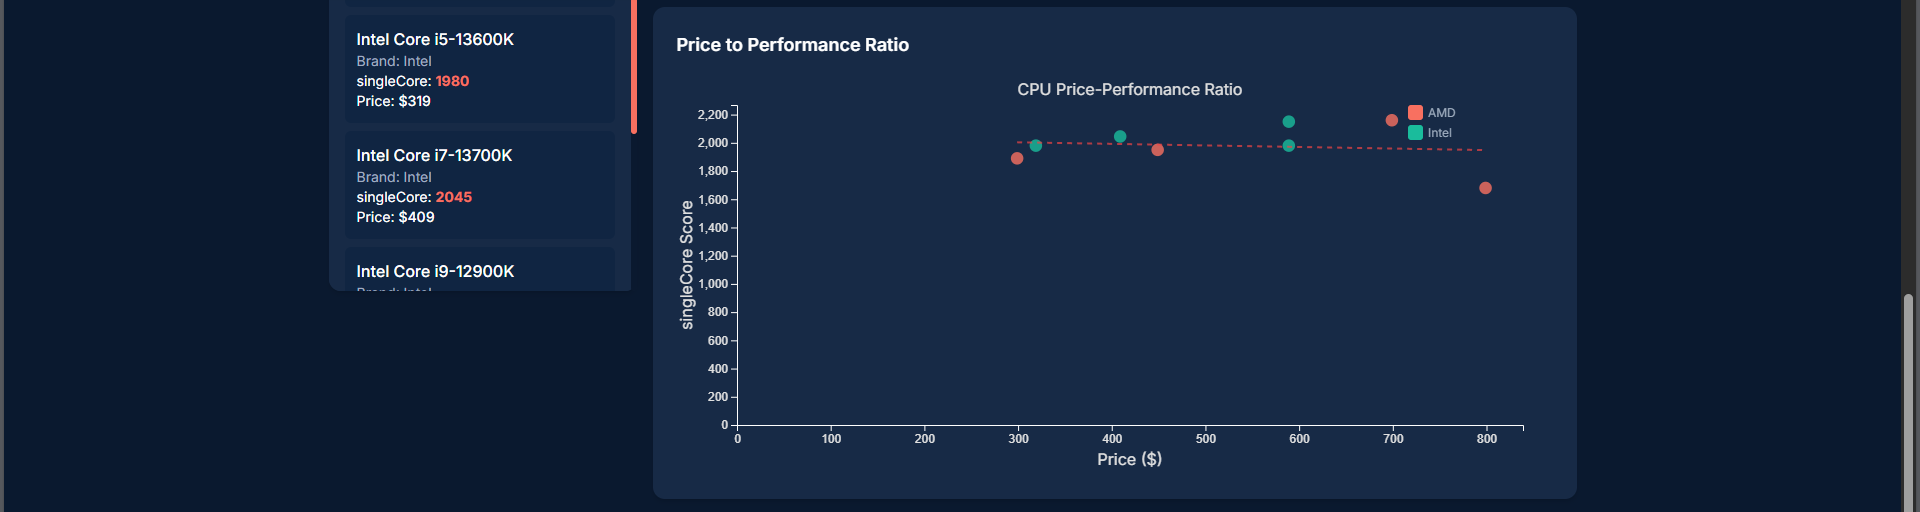 Intel Core i5-13600K
Brand: Intel
singleCore: 1980
Price: $319
Intel Core i7-13700K
Brand: Intel
singleCore: 2045
Price: $409
Intel Core i9-12900K
Price to Performance Ratio
CPU Price-Performance Ratio
AMD
Intel
singleCore Score
2,200
2,000
1,800
1,600
1,400
1,200
1,000
800
600
400
200
0
0 100 200 300 400 500 600 700 800
Price ($)